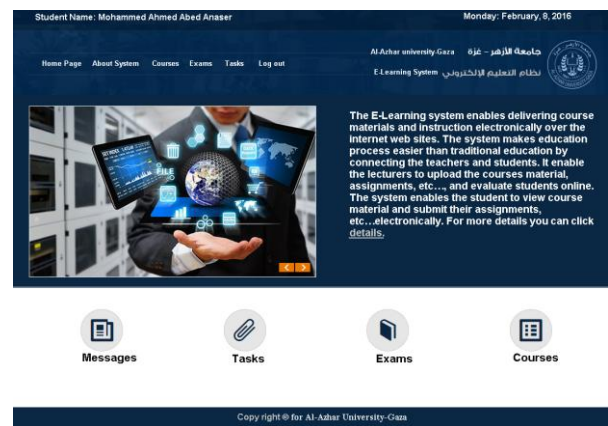 Student Name: Mohammed Ahmed Abed Anaser
Monday: February, 8, 2016
Home Page About System Courses Exams Tasks Log out
Al-Azhar university-Gaza جامعة الأزهر - غزة
E-Learning System نظام التعليم الإلكتروني
FILE
The E-Learning system enables delivering course
materials and instruction electronically over the
internet web sites. The system makes education
process easier than traditional education by
connecting the teachers and students. It enable
the lecturers to upload the courses material,
assignments, etc..., and evaluate students online.
The system enables the student to view course
material and submit their assignments,
etc...electronically. For more details you can click
details.
Messages
Tasks
Exams
Courses
Copy right © for Al-Azhar University-Gaza